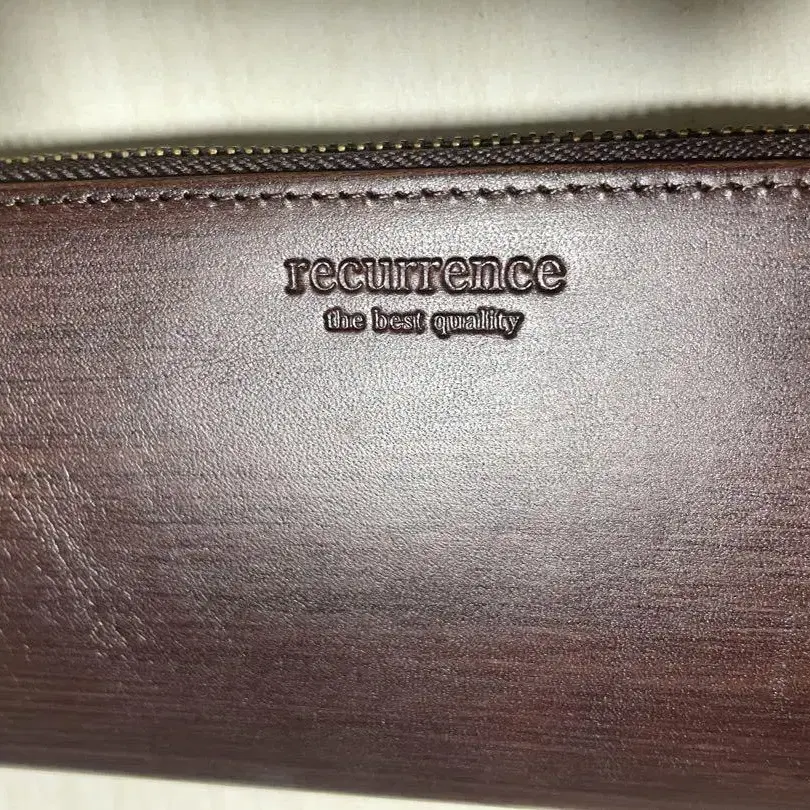 recurrence
the best quality